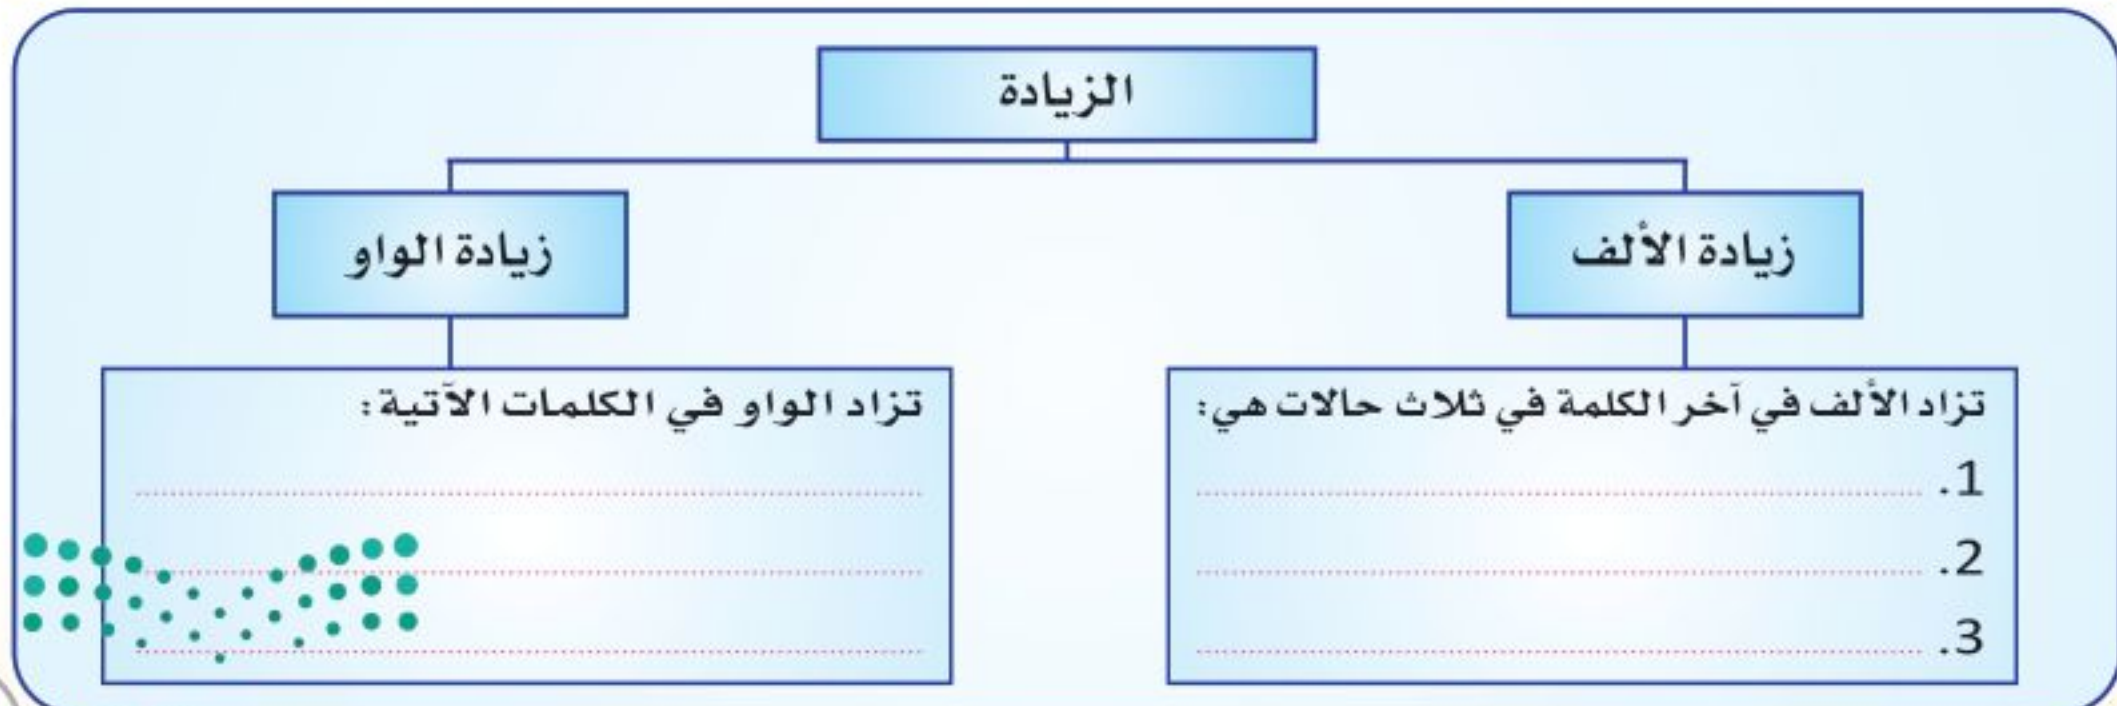 الزيادة
زيادة الألف
زيادة الواو
تزاد الألف في آخر الكلمة في ثلاث حالات هي:
1.
2.
3.
تزاد الواو في الكلمات الآتية: